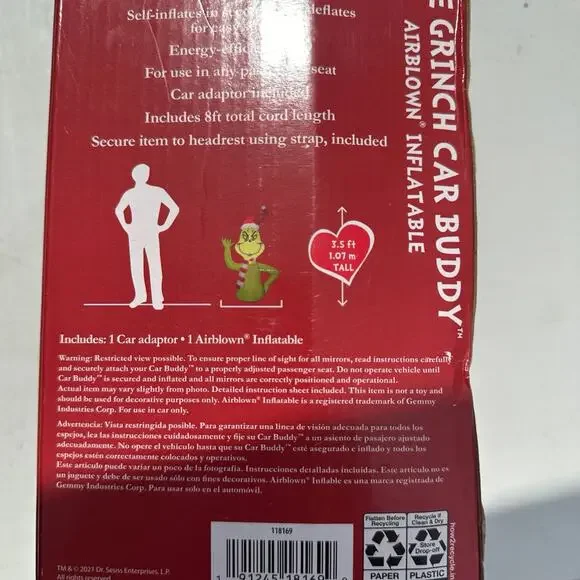 Self-inflates in deflates
for
Energy-effic
For use in any seat
Car adaptor included
Includes 8ft total cord length
Secure item to headrest using strap, included
E GRINCH CAR BUDDY™
AIRBLOWN® INFLATABLE
3.5 ft
1.07 m
TALL
Includes: 1 Car adaptor • 1 Airblown® Inflatable
Warning: Restricted view possible. To ensure proper line of sight for all mirrors, read instructions carefully
and securely attach your Car Buddy™ to a properly adjusted passenger seat. Do not operate vehicle until
Car Buddy™ is secured and inflated and all mirrors are correctly positioned and operational.
Actual item may vary slightly from photo. Detailed instruction sheet included. This item is not a toy and
should be used for decorative purposes only. Airblown® Inflatable is a registered trademark of Gemmy
Industries Corp. For use in car only.
Advertencia: Vista restringida posible. Para garantizar una línea de visión adecuada para todos los
espejos, lea las instrucciones cuidadosamente y fije su Car Buddy™ a un asiento de pasajero ajustado
adecuadamente. No opere el vehículo hasta que su Car Buddy™ esté asegurado e inflado y todos los
espejos estén correctamente colocados y operativos.
Este artículo puede variar un poco de la fotografía. Instrucciones detalladas incluidas. Este artículo no es
un juguete y debe ser usado sólo con fines decorativos. Airblown® Inflable es una marca registrada de
Gemmy Industries Corp. Para usar solo en el automóvil.
118169
TM & © 2021 Dr. Seuss Enterprises, L.P.
All rights reserved.
Flatten Before
Recycling
PAPER
Recycle if
Clean & Dry
Store
Drop-off
PLASTIC
how2recycle.i